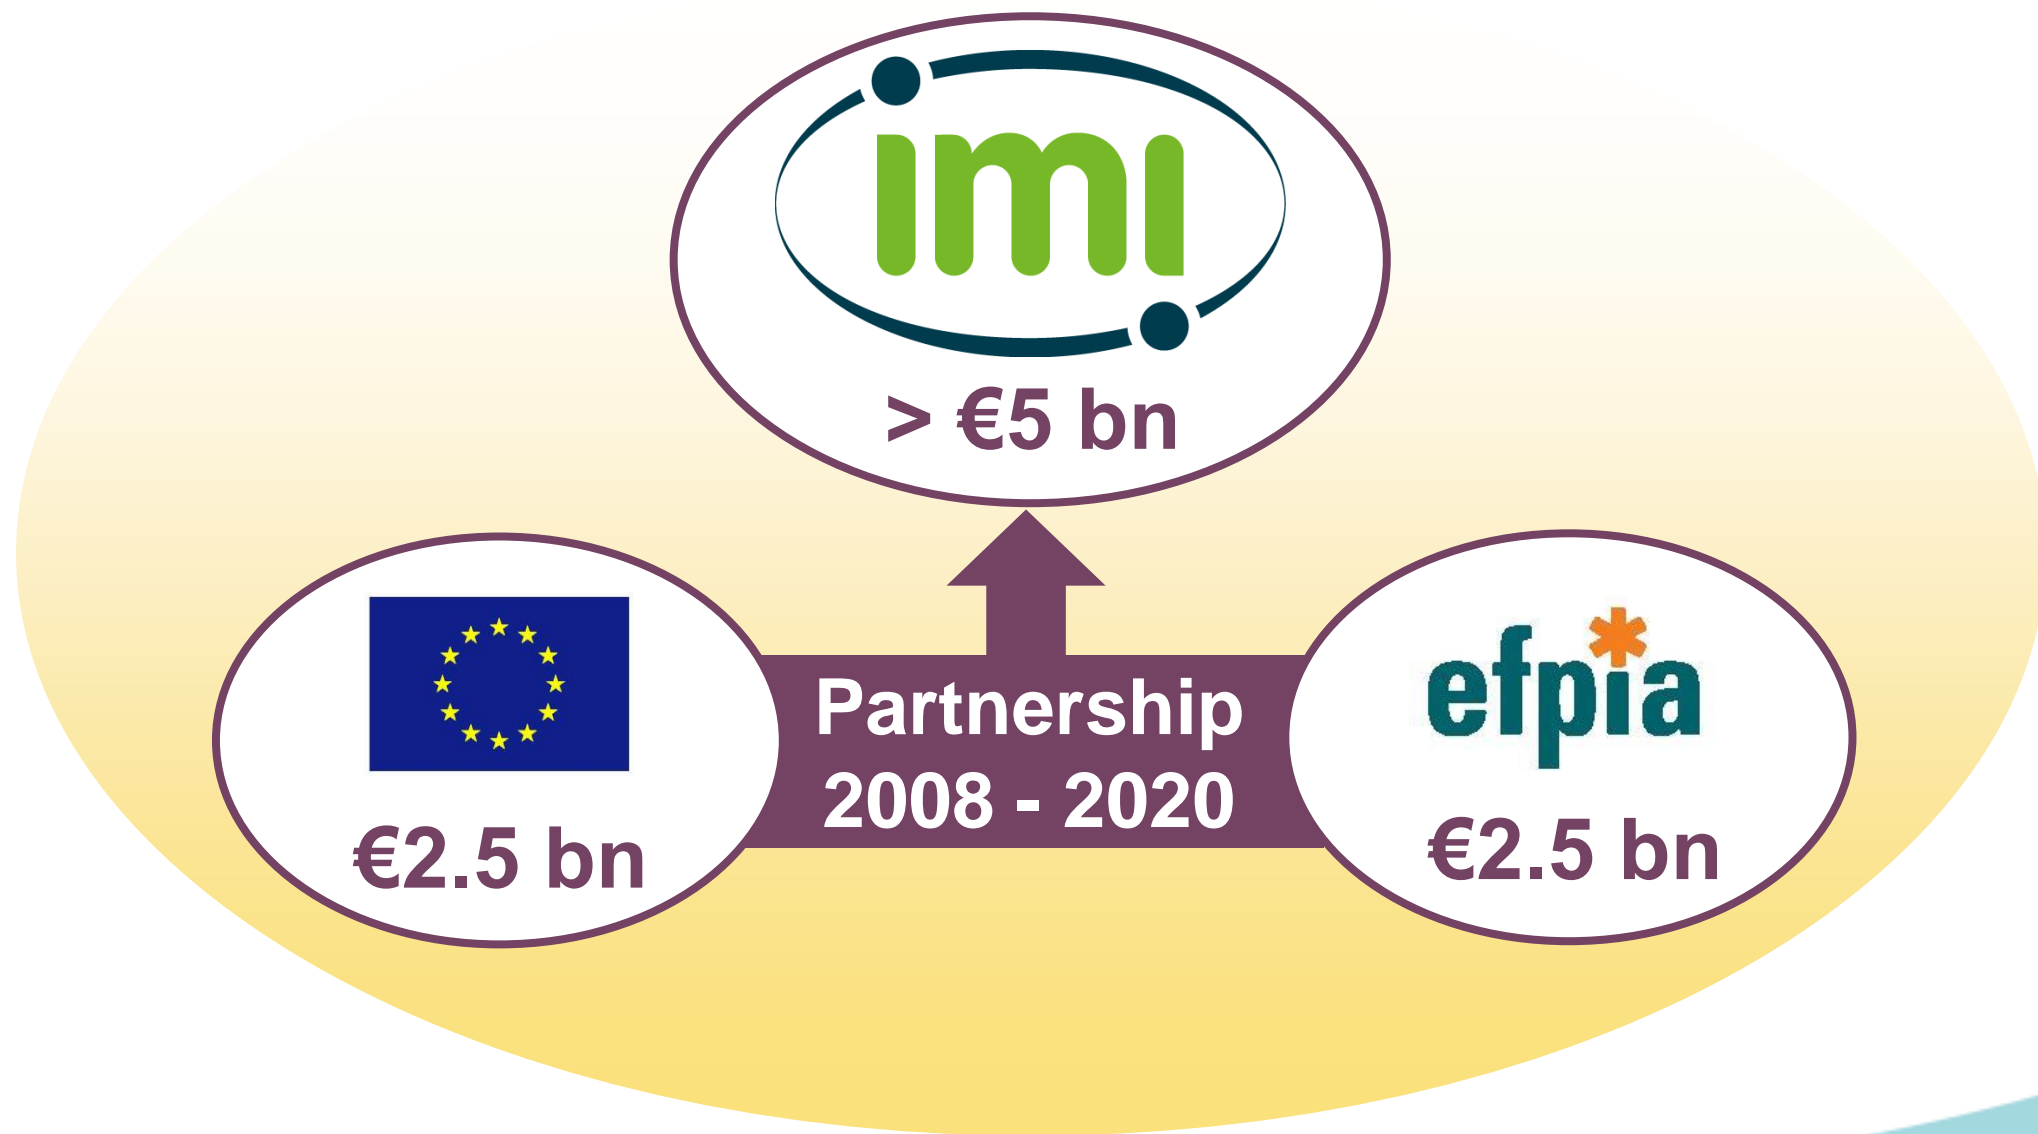 imi
> €5 bn
€2.5 bn
Partnership
2008 - 2020
efpia
€2.5 bn